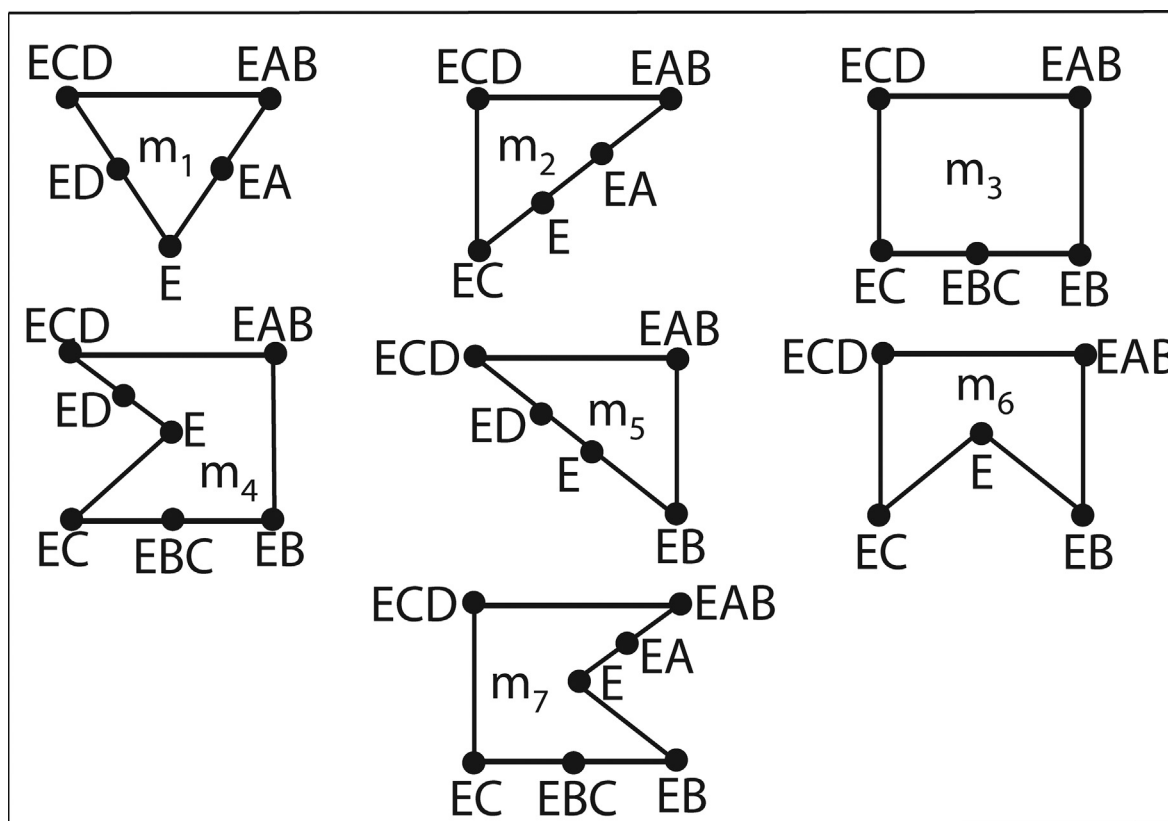 ECD EAB ECD EAB ECD EAB
m1 m2 m3
ED EA EA
E E
EC EC EBC EB
ECD EAB ECD EAB ECD EAB
ED E ED m5 m6
m4 E E
EC EBC EB EB EC EB
ECD EAB
EA
m7 E
EC EBC EB